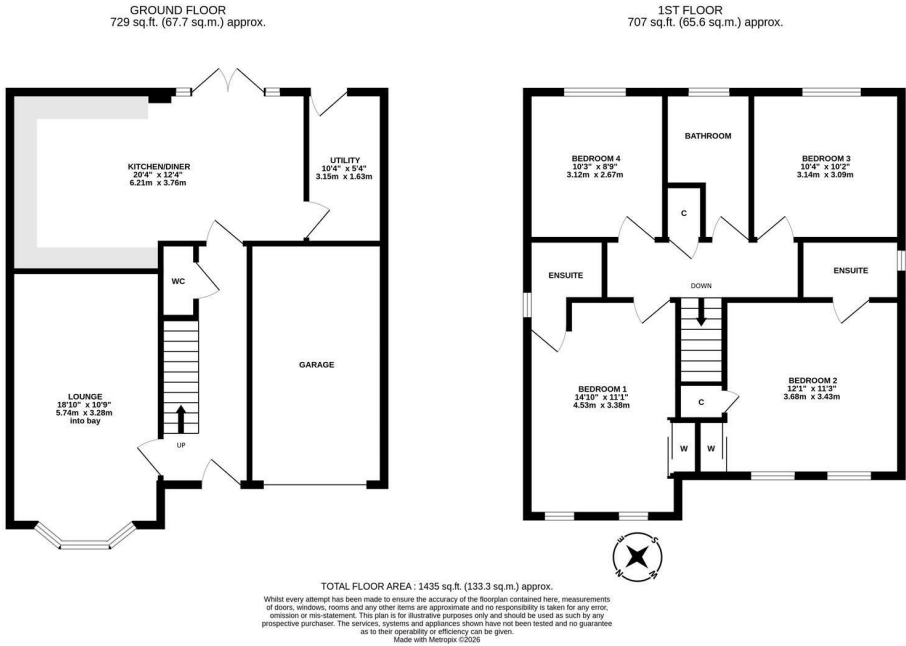 GROUND FLOOR
729 sq.ft. (67.7 sq.m.) approx.
KITCHEN/DINER
20'4" x 12'4"
6.21m x 3.76m
UTILITY
10'4" x 5'4"
3.15m x 1.63m
WC
GARAGE
LOUNGE
18'10" x 10'9"
5.74m x 3.28m
into bay
UP
1ST FLOOR
707 sq.ft. (65.6 sq.m.) approx.
BATHROOM
BEDROOM 4
10'3" x 8'9"
3.12m x 2.67m
BEDROOM 3
10'4" x 10'2"
3.14m x 3.09m
C
ENSUITE
ENSUITE
DOWN
BEDROOM 1
14'10" x 11'1"
4.53m x 3.38m
BEDROOM 2
12'1" x 11'3"
3.68m x 3.43m
C
W
W
E
S
N
W
TOTAL FLOOR AREA : 1435 sq.ft. (133.3 sq.m.) approx.
Whilst every attempt has been made to ensure the accuracy of the floorplan contained here, measurements
of doors, windows, rooms and any other items are approximate and no responsibility is taken for any error,
omission or mis-statement. This plan is for illustrative purposes only and should be used as such by any
prospective purchaser. The services, systems and appliances shown have not been tested and no guarantee
as to their operability or efficiency can be given.
Made with Metropix ©2026